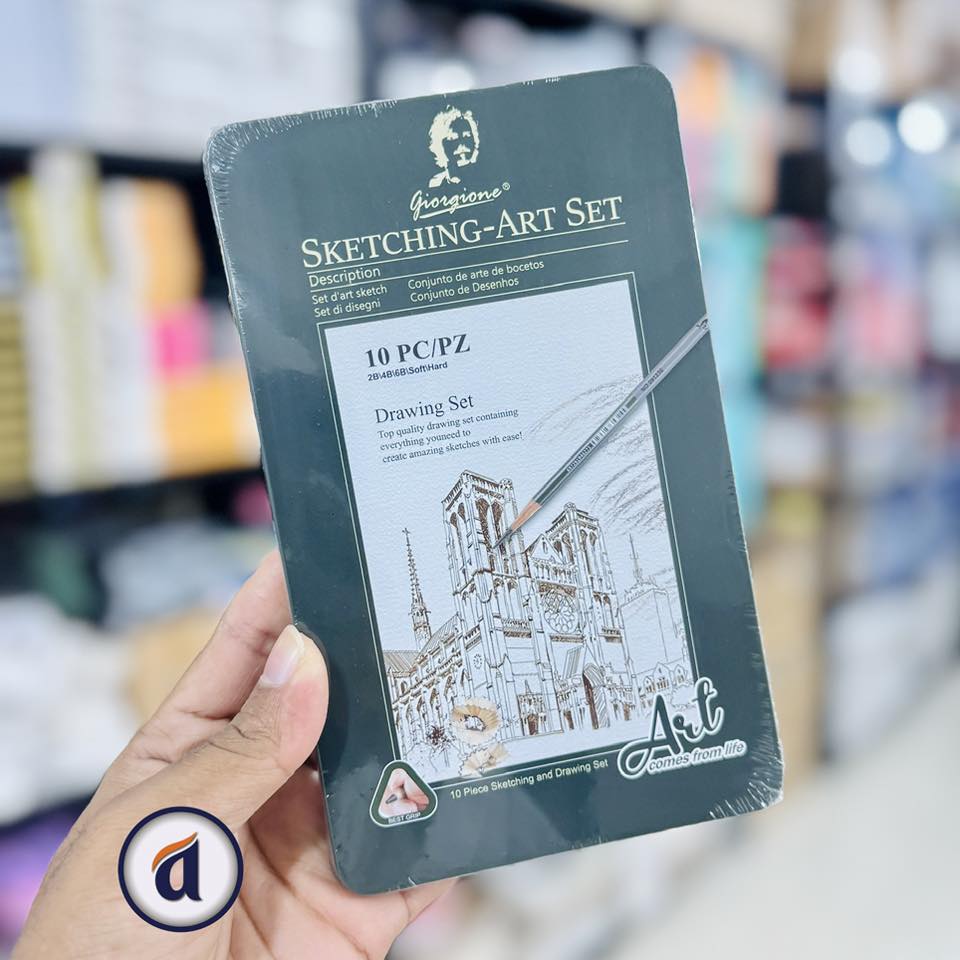 Giorgione®
SKETCHING-ART SET
Description
Set d'art sketch
Set di disegni
Conjunto de arte de bocetos
Conjunto de Desenhos
10 PC/PZ
2B\4B\6B\Soft\Hard
Drawing Set
Top quality drawing set containing
everything youneed to
create amazing sketches with ease!
Art
comes from life
10 Piece Sketching and Drawing Set
BEST GRIP
a